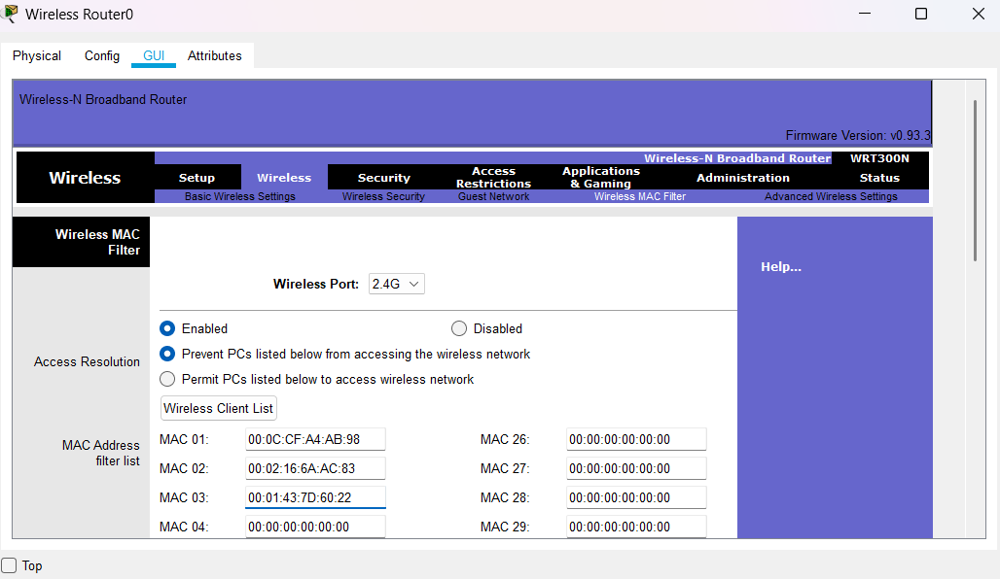 Wireless Router0
Physical Config GUI Attributes
Wireless-N Broadband Router
Firmware Version: v0.93.3
Wireless-N Broadband Router WRT300N
Wireless
Setup Wireless Security Access Restrictions Applications & Gaming Administration Status
Basic Wireless Settings Wireless Security Guest Network Wireless MAC Filter Advanced Wireless Settings
Wireless MAC
Filter
Help...
Wireless Port: 2.4G
Enabled Disabled
Prevent PCs listed below from accessing the wireless network
Access Resolution
Permit PCs listed below to access wireless network
Wireless Client List
MAC Address
filter list
MAC 01: 00:0C:CF:A4:AB:98 MAC 26: 00:00:00:00:00:00
MAC 02: 00:02:16:6A:AC:83 MAC 27: 00:00:00:00:00:00
MAC 03: 00:01:43:7D:60:22 MAC 28: 00:00:00:00:00:00
MAC 04: 00:00:00:00:00:00 MAC 29: 00:00:00:00:00:00
Top